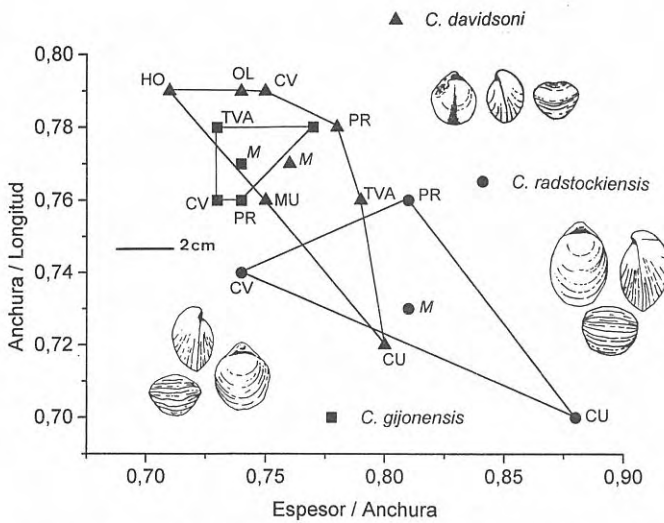 C. davidsoni
0,80
HO
OL
CV
0,78
TVA
PR
M
M
C. radstockiensis
0,76
CV
PR
MU
TVA
PR
2cm
0,74
CV
M
0,72
CU
0,70
C. gijonensis
CU
0,70
0,75
0,80
0,85
0,90
Espesor / Anchura
Anchura / Longitud